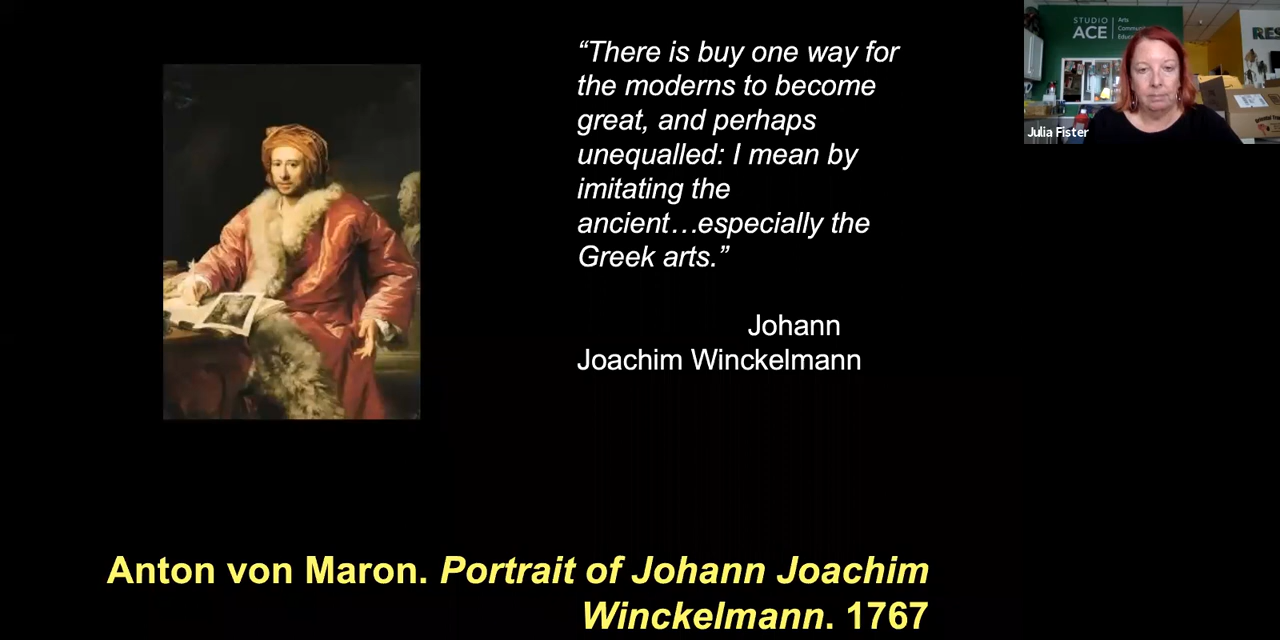 “There is buy one way for
the moderns to become
great, and perhaps
unequalled: I mean by
imitating the
ancient…especially the
Greek arts.”
Johann
Joachim Winckelmann
Anton von Maron. Portrait of Johann Joachim
Winckelmann. 1767
STUDIO
ACE
Arts
Julia Fister